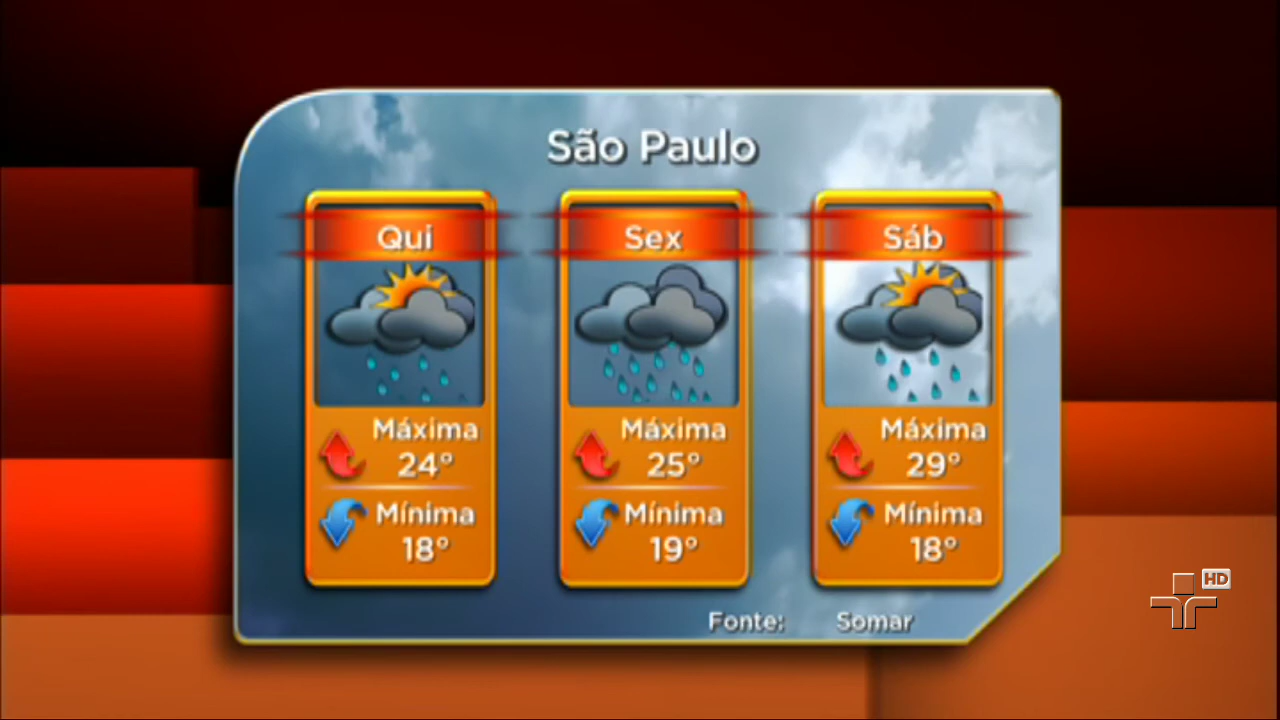 São Paulo
Qui
Máxima
24°
Mínima
18°
Sex
Máxima
25°
Mínima
19°
Sáb
Máxima
29°
Mínima
18°
Fonte: Somar
HD